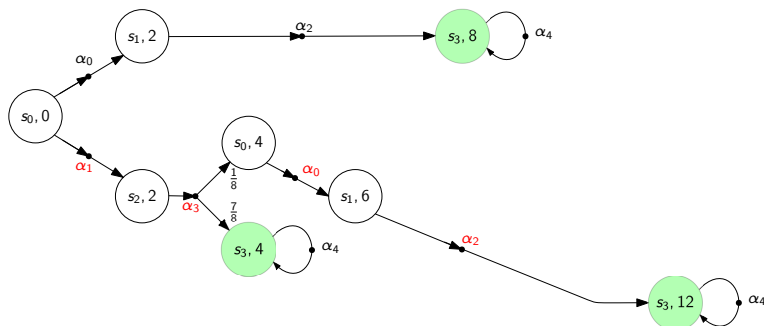 s₁, 2
α₂
s₃, 8
α₄
α₀
s₀, 0
α₁
s₂, 2
α₃
1/8
7/8
s₀, 4
α₀
s₁, 6
s₃, 4
α₄
α₂
s₃, 12
α₄